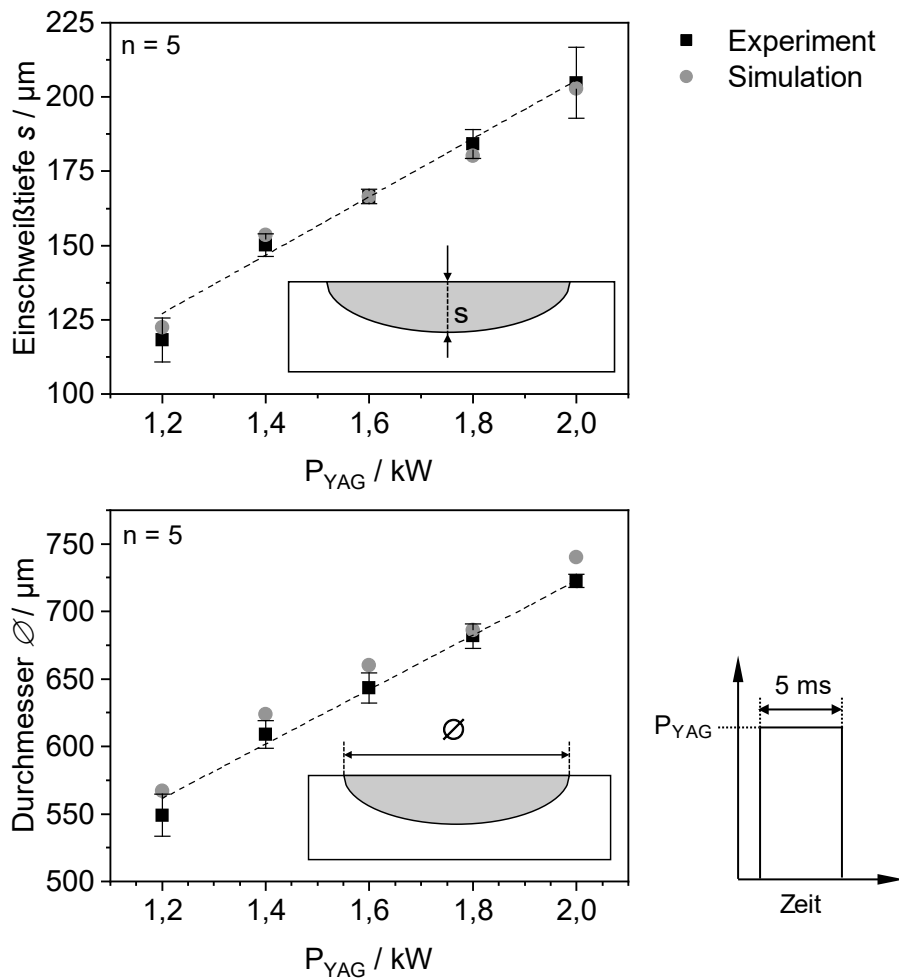 n = 5
Experiment
Simulation
Einschweißtiefe s / µm
225
200
175
150
125
100
s
1,2 1,4 1,6 1,8 2,0
P_YAG / kW
n = 5
Durchmesser ∅ / µm
750
700
650
600
550
500
∅
1,2 1,4 1,6 1,8 2,0
P_YAG / kW
5 ms
P_YAG
Zeit